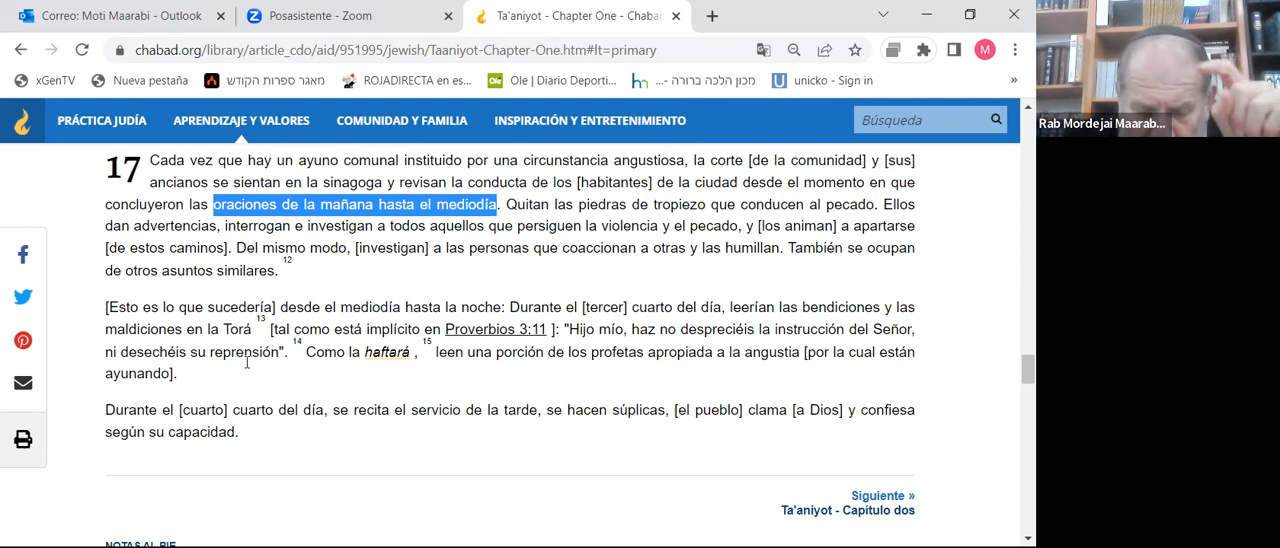 Correo: Moti Maarabi - Outlook
Posasistente - Zoom
Ta'aniyot - Chapter One - Chabad
chabad.org/library/article_cdo/aid/951995/jewish/Taaniyot-Chapter-One.htm#lt=primary
M
xGenTV
Nueva pestaña
מאגר ספרות הקודש
ROJADIRECTA en es...
Ole Ole | Diario Deporti...
מכון הלכה ברורה -...
unicko - Sign in
»
Rab Mordejai Maarab...
PRÁCTICA JUDÍA
APRENDIZAJE Y VALORES
COMUNIDAD Y FAMILIA
INSPIRACIÓN Y ENTRETENIMIENTO
Búsqueda
17 Cada vez que hay un ayuno comunal instituido por una circunstancia angustiosa, la corte [de la comunidad] y [sus]
ancianos se sientan en la sinagoga y revisan la conducta de los [habitantes] de la ciudad desde el momento en que
concluyeron las oraciones de la mañana hasta el mediodía. Quitan las piedras de tropiezo que conducen al pecado. Ellos
dan advertencias, interrogan e investigan a todos aquellos que persiguen la violencia y el pecado, y [los animan] a apartarse
[de estos caminos]. Del mismo modo, [investigan] a las personas que coaccionan a otras y las humillan. También se ocupan
de otros asuntos similares. 12
[Esto es lo que sucedería] desde el mediodía hasta la noche: Durante el [tercer] cuarto del día, leerían las bendiciones y las
maldiciones en la Torá 13 [tal como está implícito en Proverbios 3:11 ]: "Hijo mío, haz no despreciéis la instrucción del Señor,
ni desechéis su reprensión". 14 Como la haftará , 15 leen una porción de los profetas apropiada a la angustia [por la cual están
ayunando].
Durante el [cuarto] cuarto del día, se recita el servicio de la tarde, se hacen súplicas, [el pueblo] clama [a Dios] y confiesa
según su capacidad.
Siguiente »
Ta'aniyot - Capítulo dos
NOTAS AL PIE